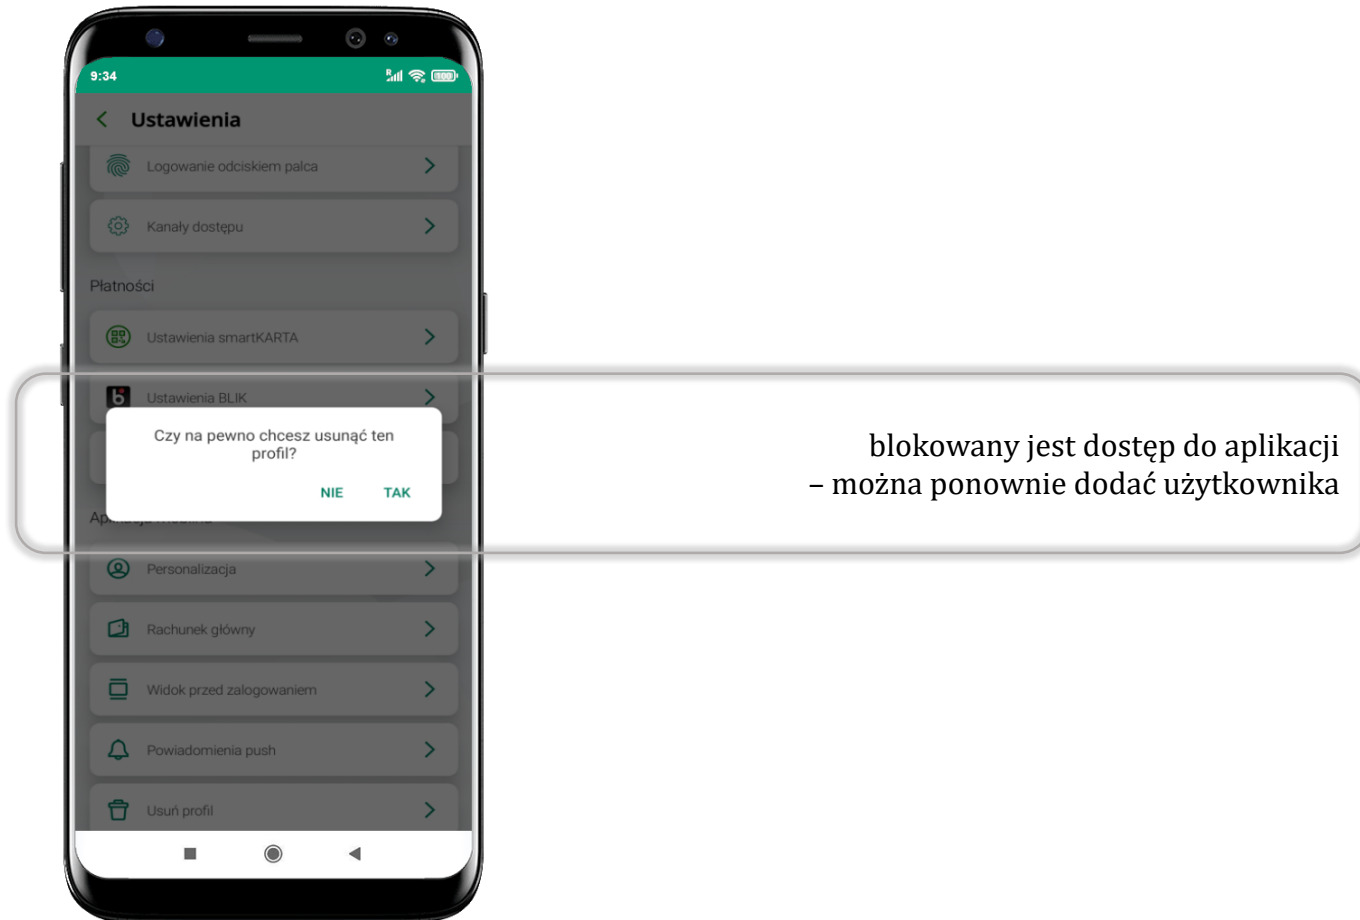 9:34
R
100
Ustawienia
Logowanie odciskiem palca
Kanały dostępu
Płatności
Ustawienia smartKARTA
Ustawienia BLIK
Czy na pewno chcesz usunąć ten
profil?
NIE TAK
blokowany jest dostęp do aplikacji
– można ponownie dodać użytkownika
Personalizacja
Rachunek główny
Widok przed zalogowaniem
Powiadomienia push
Usuń profil